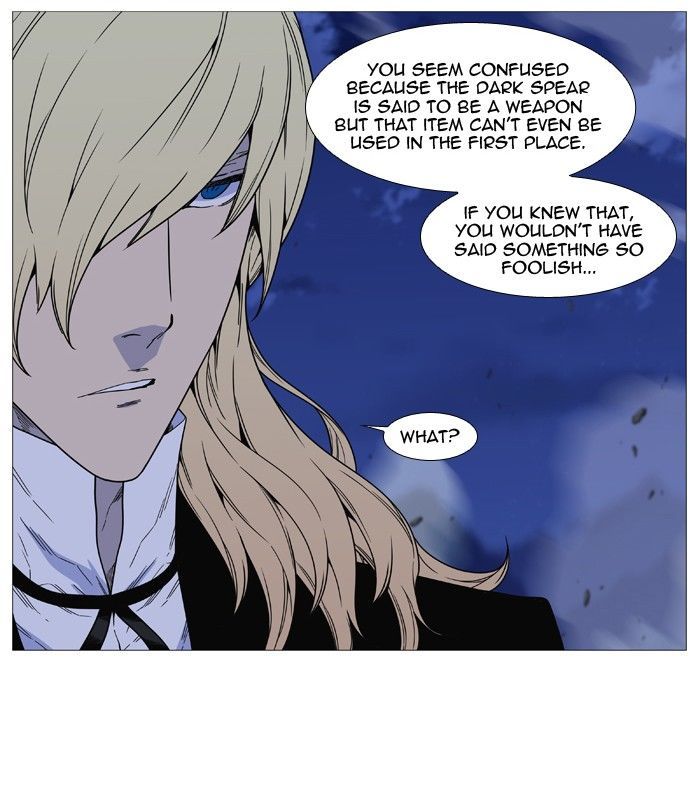 YOU SEEM CONFUSED
BECAUSE THE DARK SPEAR
IS SAID TO BE A WEAPON
BUT THAT ITEM CAN'T EVEN BE
USED IN THE FIRST PLACE.
IF YOU KNEW THAT,
YOU WOULDN'T HAVE
SAID SOMETHING SO
FOOLISH...
WHAT?